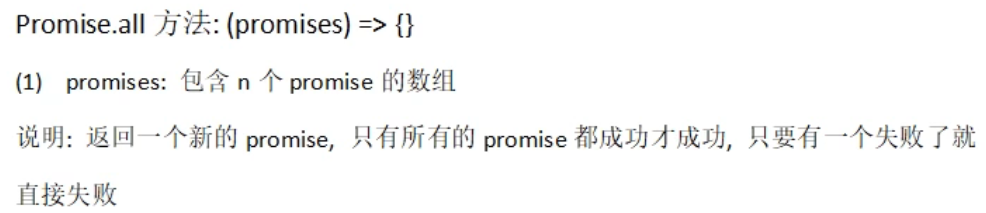 Promise.all 方法: (promises) => {}
(1) promises: 包含 n 个 promise 的数组
说明: 返回一个新的 promise, 只有所有的 promise 都成功才成功, 只要有一个失败了就
直接失败